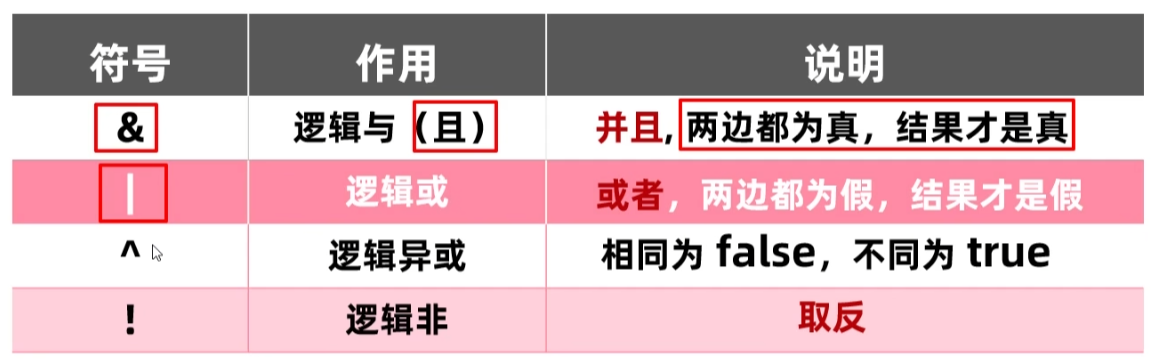 符号 作用 说明
& 逻辑与（且） 并且, 两边都为真，结果才是真
| 逻辑或 或者，两边都为假，结果才是假
^ 逻辑异或 相同为 false，不同为 true
! 逻辑非 取反